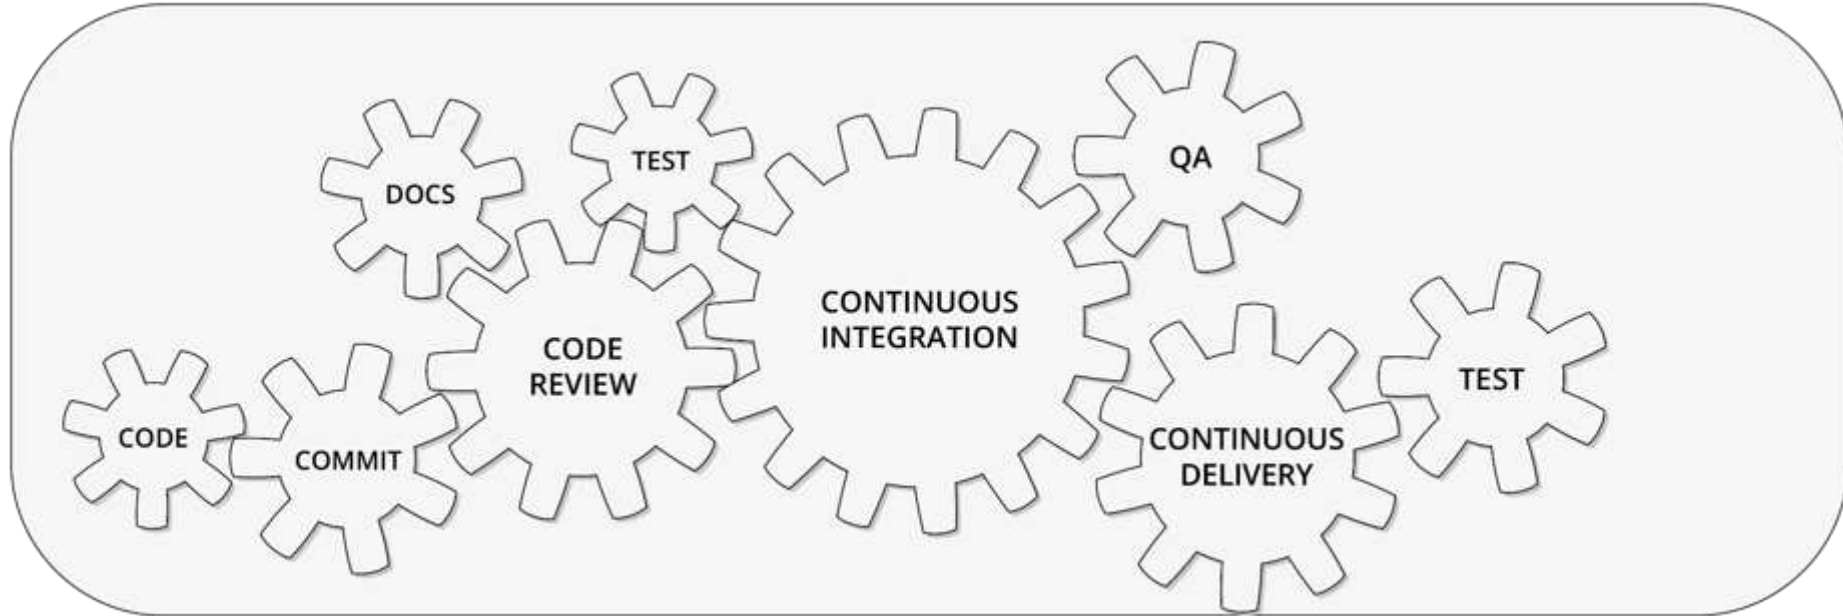 DOCS
TEST
QA
CODE
COMMIT
CODE
REVIEW
CONTINUOUS
INTEGRATION
CONTINUOUS
DELIVERY
TEST